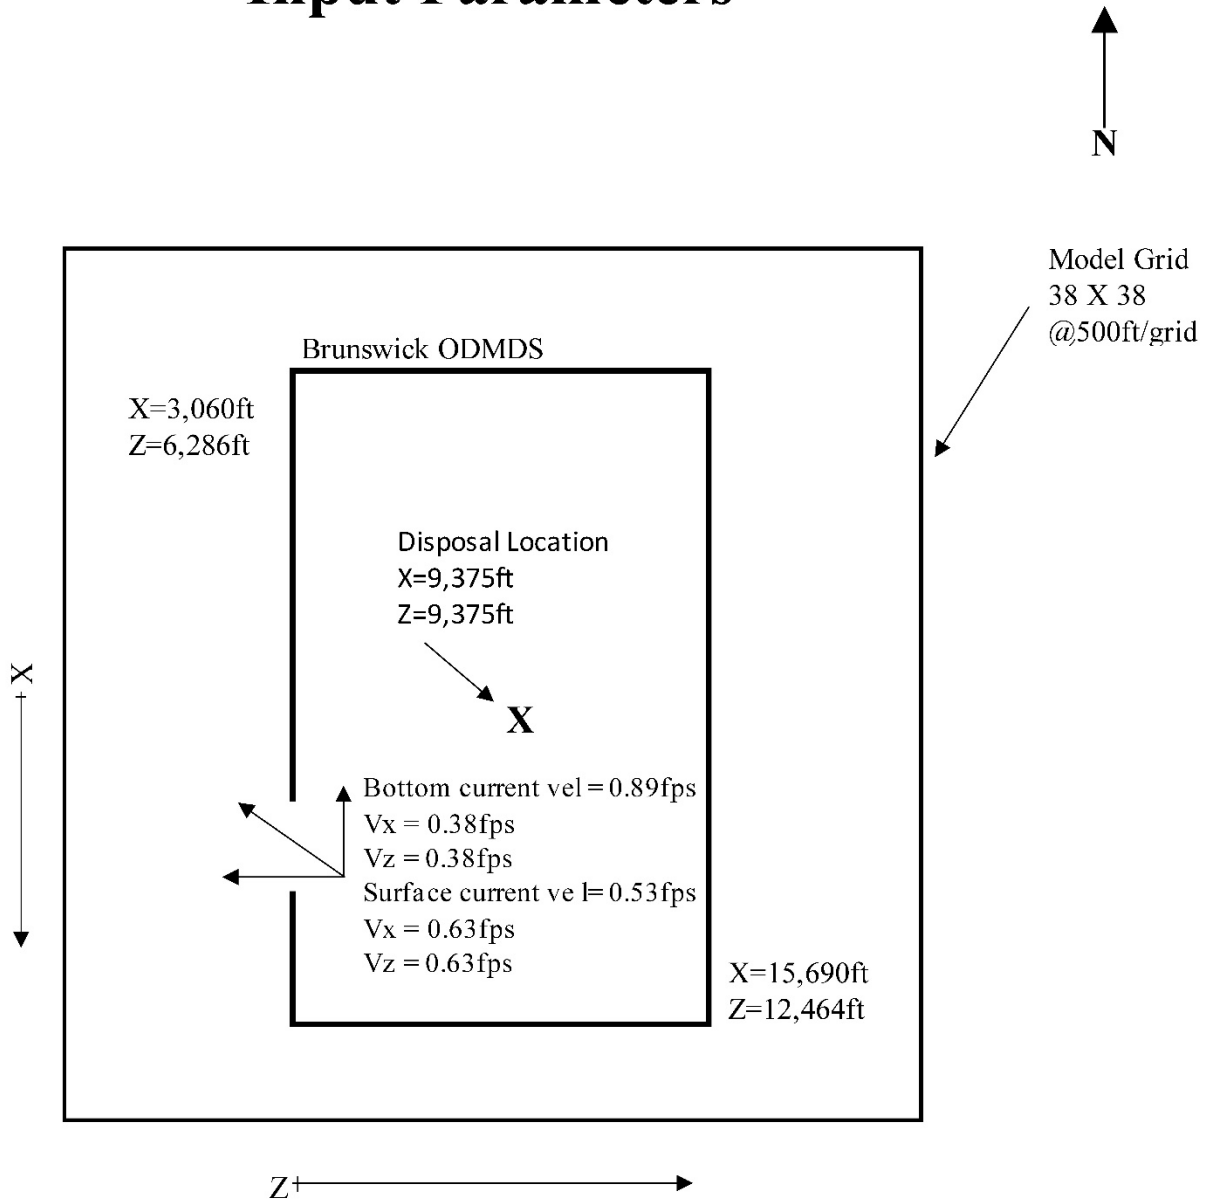 Input Parameters
N
Model Grid
38 X 38
@500ft/grid
Brunswick ODMDS
X=3,060ft
Z=6,286ft
Disposal Location
X=9,375ft
Z=9,375ft
X
X
Bottom current vel = 0.89fps
Vx = 0.38fps
Vz = 0.38fps
Surface current ve l= 0.53fps
Vx = 0.63fps
Vz = 0.63fps
X=15,690ft
Z=12,464ft
Z